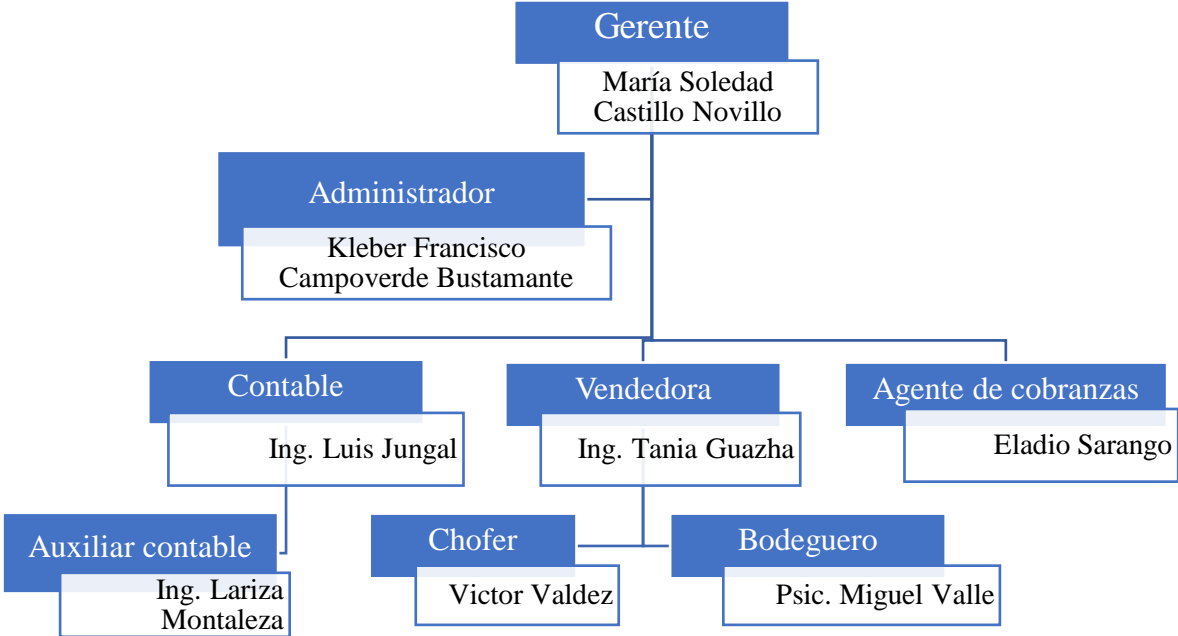 Gerente
María Soledad
Castillo Novillo
Administrador
Kleber Francisco
Campoverde Bustamante
Contable
Ing. Luis Jungal
Vendedora
Ing. Tania Guazha
Agente de cobranzas
Eladio Sarango
Auxiliar contable
Ing. Lariza
Montaleza
Chofer
Victor Valdez
Bodeguero
Psic. Miguel Valle